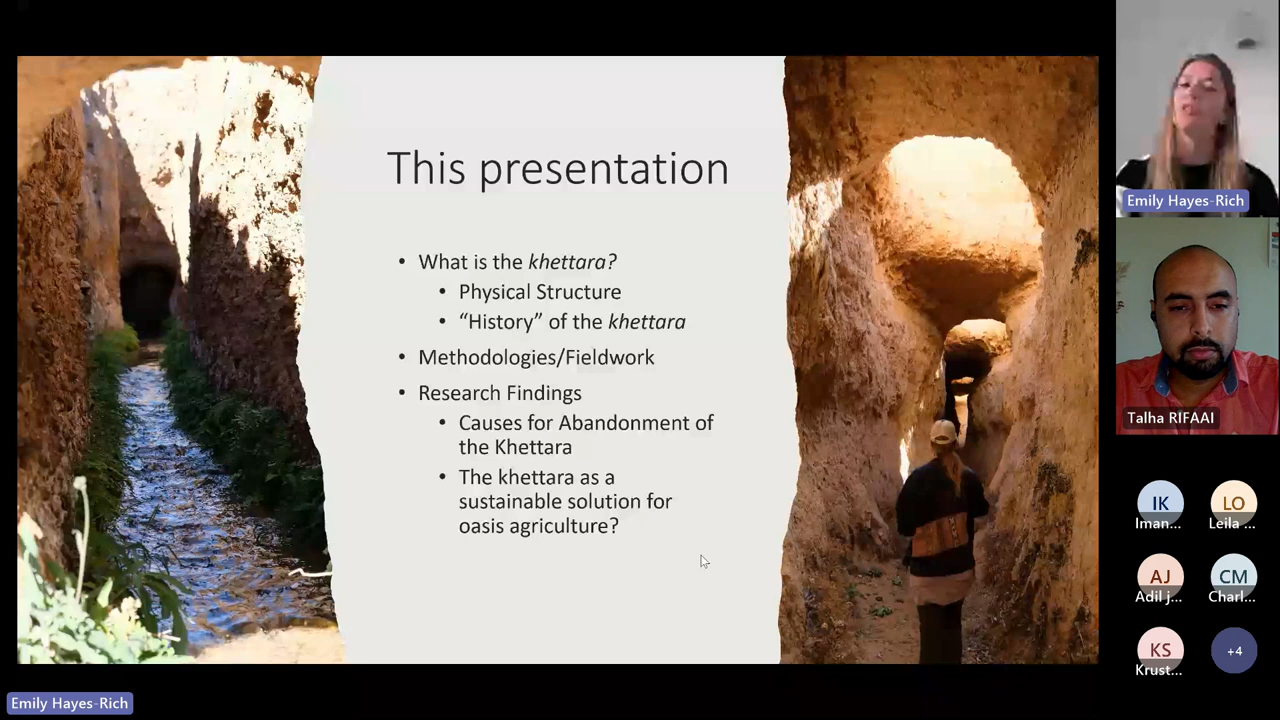 This presentation
• What is the khettara?
• Physical Structure
• “History” of the khettara
• Methodologies/Fieldwork
• Research Findings
• Causes for Abandonment of
the Khettara
• The khettara as a
sustainable solution for
oasis agriculture?
Emily Hayes-Rich
Talha RIFAAI
IK
Iman...
LO
Leila ...
AJ
Adil j...
CM
Charl...
KS
Krust...
+4
Emily Hayes-Rich